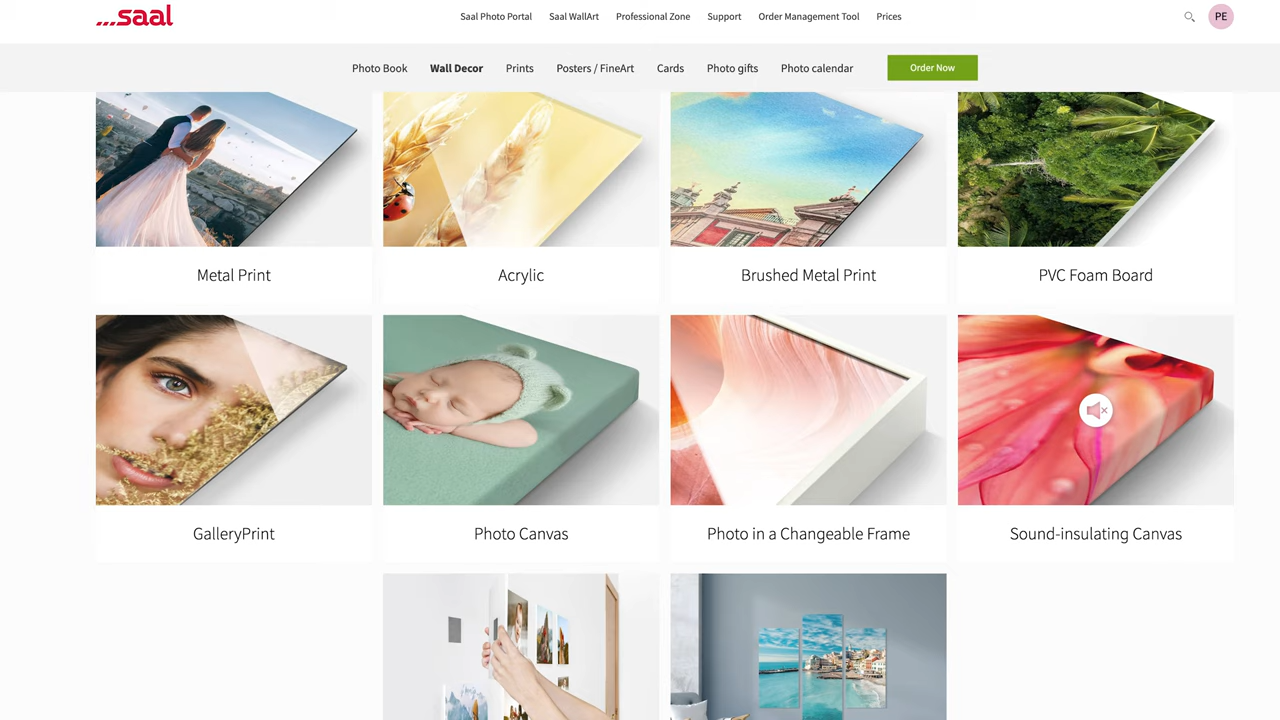 ...saal
Saal Photo Portal Saal WallArt Professional Zone Support Order Management Tool Prices
PE
Photo Book Wall Decor Prints Posters / FineArt Cards Photo gifts Photo calendar Order Now
Metal Print Acrylic Brushed Metal Print PVC Foam Board
GalleryPrint Photo Canvas Photo in a Changeable Frame Sound-insulating Canvas